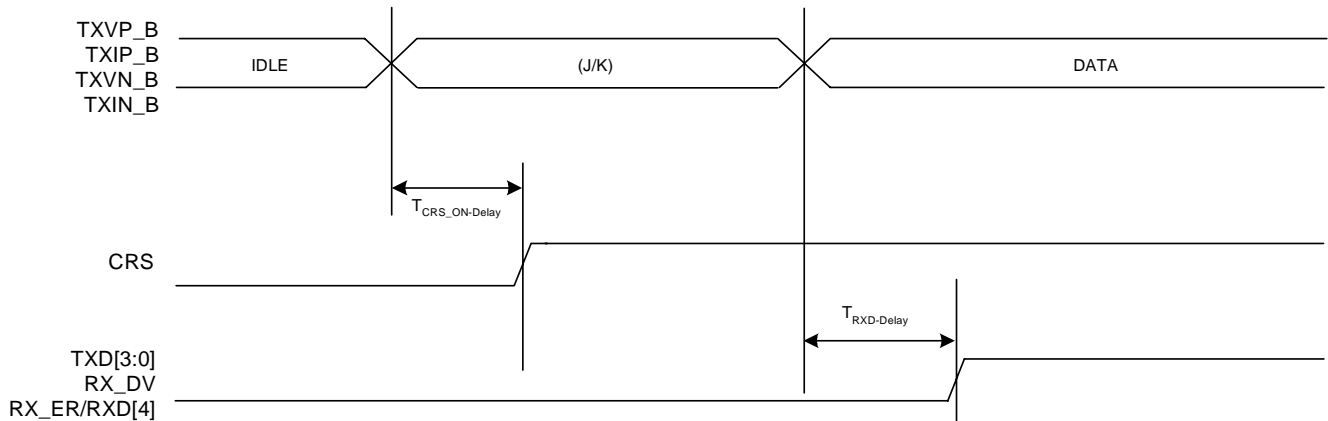 TXVP_B
TXIP_B
TXVN_B
TXIN_B
IDLE
(J/K)
DATA
TCRS_ON-Delay
CRS
TRXD-Delay
TXD[3:0]
RX_DV
RX_ER/RXD[4]